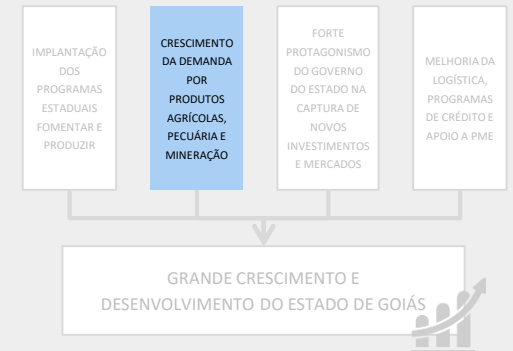 IMPLANTAÇÃO
DOS
PROGRAMAS
ESTADUAIS
FOMENTAR E
PRODUZIR
CRESCIMENTO
DA DEMANDA
POR
PRODUTOS
AGRÍCOLAS,
PECUÁRIA E
MINERAÇÃO
FORTE
PROTAGONISMO
DO GOVERNO
DO ESTADO NA
CAPTURA DE
NOVOS
INVESTIMENTOS
E MERCADOS
MELHORIA DA
LOGÍSTICA,
PROGRAMAS
DE CRÉDITO E
APOIO A PME
GRANDE CRESCIMENTO E
DESENVOLVIMENTO DO ESTADO DE GOIÁS